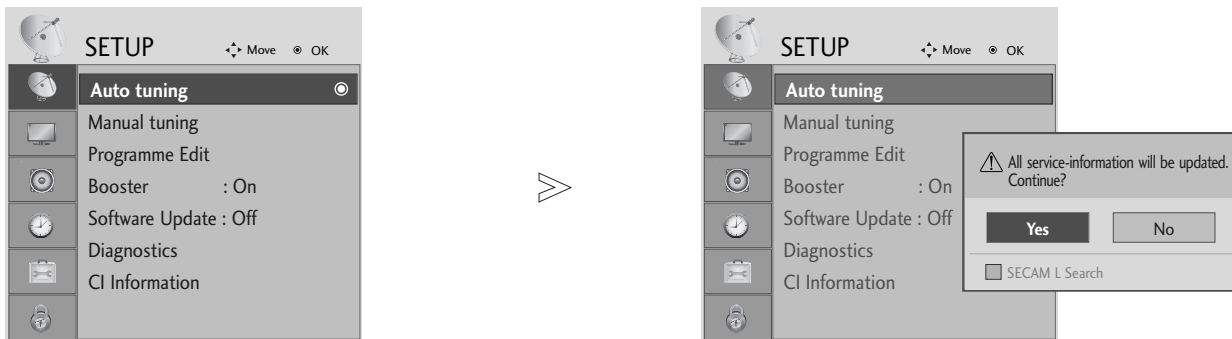 SETUP Move OK
Auto tuning
Manual tuning
Programme Edit
Booster : On
Software Update : Off
Diagnostics
CI Information
SETUP Move OK
Auto tuning
Manual tuning
Programme Edit
Booster : On
Software Update : Off
Diagnostics
CI Information
All service-information will be updated.
Continue?
Yes No
SECAM L Search